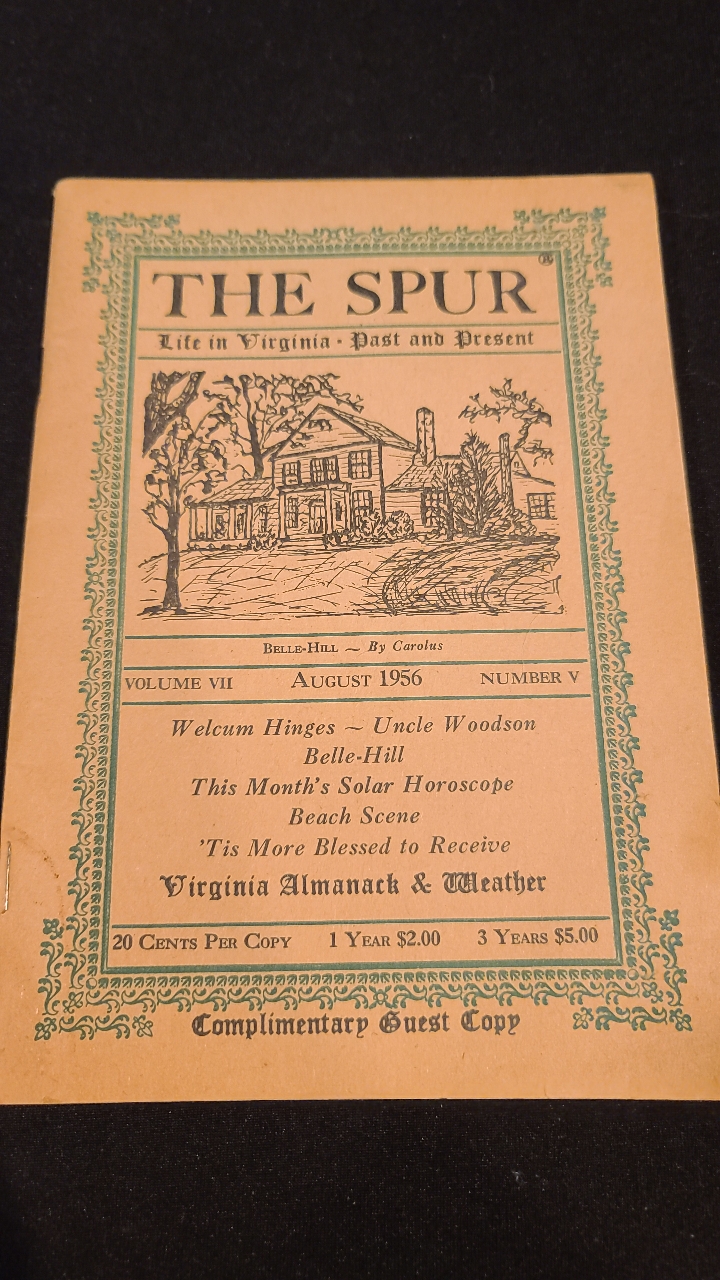 THE SPUR®
Life in Virginia · Past and Present
BELLE-HILL ~ By Carolus
VOLUME VII AUGUST 1956 NUMBER V
Welcum Hinges ~ Uncle Woodson
Belle-Hill
This Month's Solar Horoscope
Beach Scene
'Tis More Blessed to Receive
Virginia Almanack & Weather
20 CENTS PER COPY 1 YEAR $2.00 3 YEARS $5.00
Complimentary Guest Copy